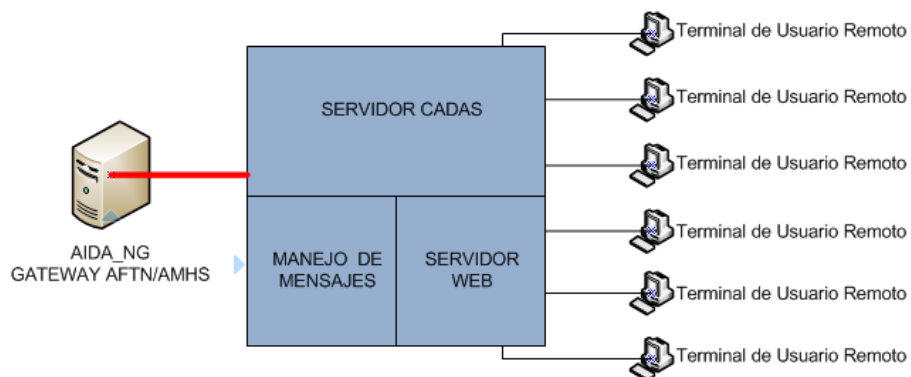 AIDA_NG
GATEWAY AFTN/AMHS
SERVIDOR CADAS
MANEJO DE
MENSAJES
SERVIDOR
WEB
Terminal de Usuario Remoto
Terminal de Usuario Remoto
Terminal de Usuario Remoto
Terminal de Usuario Remoto
Terminal de Usuario Remoto
Terminal de Usuario Remoto